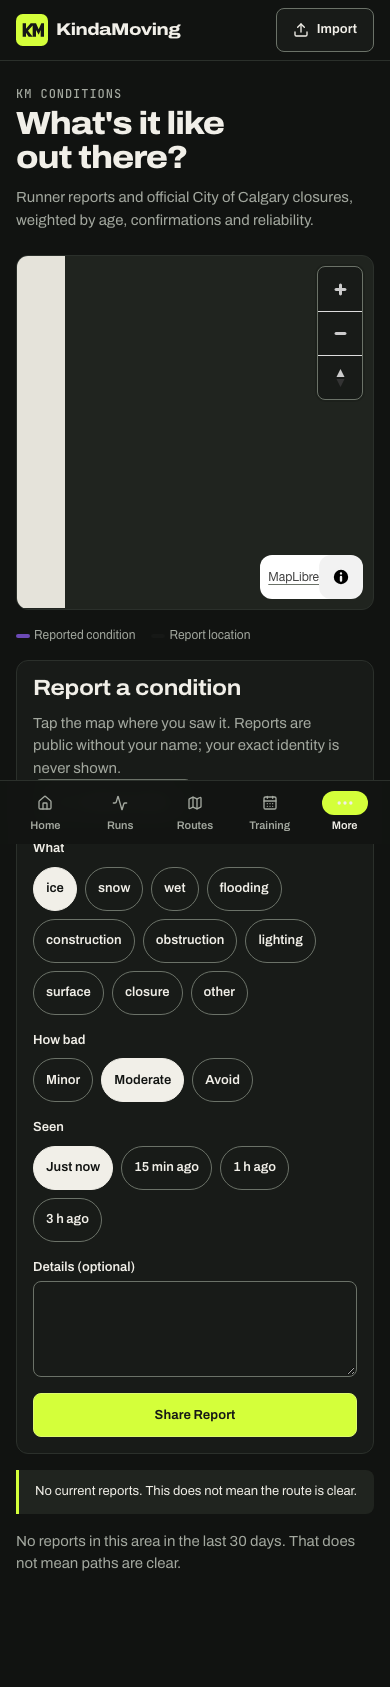 KM KindaMoving
Import
KM CONDITIONS
What's it like
out there?
Runner reports and official City of Calgary closures,
weighted by age, confirmations and reliability.
MapLibre
Reported condition
Report location
Report a condition
Tap the map where you saw it. Reports are
public without your name; your exact identity is
never shown.
Home
Runs
Routes
Training
More
What
ice
snow
wet
flooding
construction
obstruction
lighting
surface
closure
other
How bad
Minor
Moderate
Avoid
Seen
Just now
15 min ago
1 h ago
3 h ago
Details (optional)
Share Report
No current reports. This does not mean the route is clear.
No reports in this area in the last 30 days. That does
not mean paths are clear.